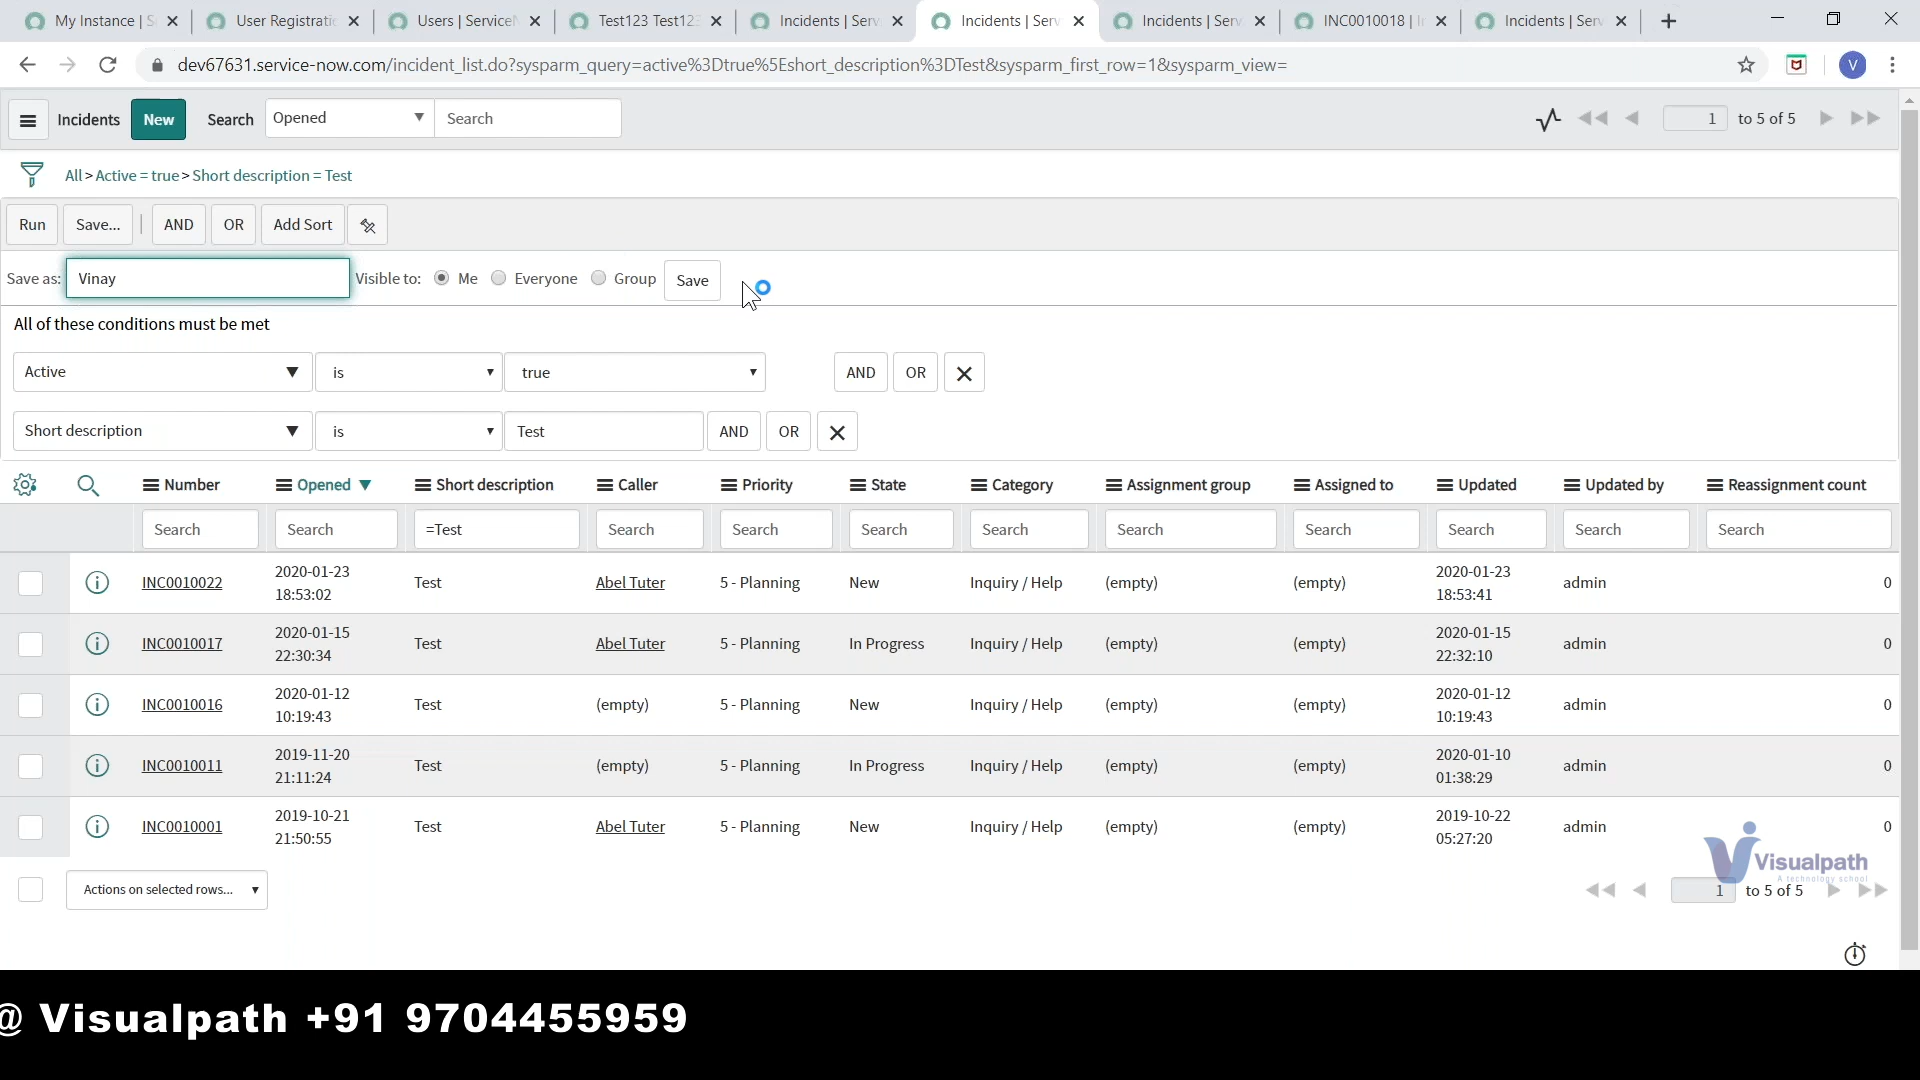 My Instance | S
User Registratio
Users | ServiceN
Test123 Test123
Incidents | Serv
Incidents | Serv
Incidents | Serv
INC0010018 | I
Incidents | Serv
dev67631.service-now.com/incident_list.do?sysparm_query=active%3Dtrue%5Eshort_description%3DTest&sysparm_first_row=1&sysparm_view=
V
Incidents New Search Opened Search 1 to 5 of 5
All > Active = true > Short description = Test
Run Save... AND OR Add Sort
Save as: Vinay Visible to: Me Everyone Group Save
All of these conditions must be met
Active is true AND OR
Short description is Test AND OR
Number Opened Short description Caller Priority State Category Assignment group Assigned to Updated Updated by Reassignment count
Search Search =Test Search Search Search Search Search Search Search Search Search
INC0010022 2020-01-23 18:53:02 Test Abel Tuter 5 - Planning New Inquiry / Help (empty) (empty) 2020-01-23 18:53:41 admin 0
INC0010017 2020-01-15 22:30:34 Test Abel Tuter 5 - Planning In Progress Inquiry / Help (empty) (empty) 2020-01-15 22:32:10 admin 0
INC0010016 2020-01-12 10:19:43 Test (empty) 5 - Planning New Inquiry / Help (empty) (empty) 2020-01-12 10:19:43 admin 0
INC0010011 2019-11-20 21:11:24 Test (empty) 5 - Planning In Progress Inquiry / Help (empty) (empty) 2020-01-10 01:38:29 admin 0
INC0010001 2019-10-21 21:50:55 Test Abel Tuter 5 - Planning New Inquiry / Help (empty) (empty) 2019-10-22 05:27:20 admin 0
Visualpath
A technology school
Actions on selected rows... 1 to 5 of 5
@ Visualpath +91 9704455959